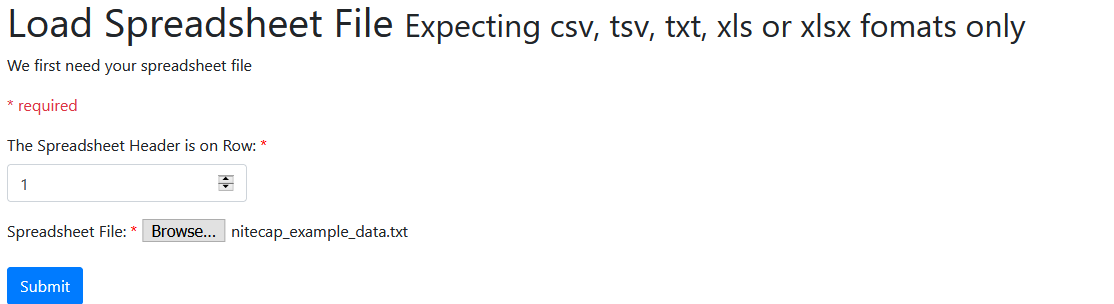 Load Spreadsheet File Expecting csv, tsv, txt, xls or xlsx fomats only
We first need your spreadsheet file
* required
The Spreadsheet Header is on Row: *
1
Spreadsheet File: * Browse... nitecap_example_data.txt
Submit